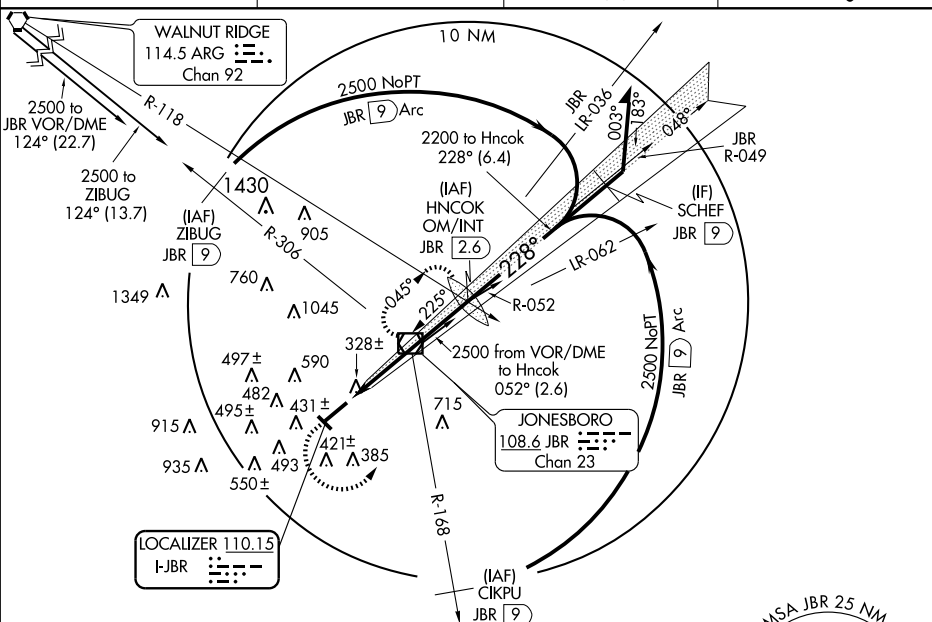 WALNUT RIDGE
114.5 ARG
Chan 92
10 NM
2500 NoPT
JBR 9 Arc
JBR
LR-036
003°
183°
048°
JBR
R-049
R-118
2500 to
JBR VOR/DME
124° (22.7)
2500 to
ZIBUG
124° (13.7)
2200 to Hncok
228° (6.4)
(IAF)
HNCOK
OM/INT
JBR 2.6
(IF)
SCHEF
JBR 9
(IAF)
ZIBUG
JBR 9
R-306
1430
905
760
1349
1045
045°
225°
228°
LR-062
R-052
2500 from VOR/DME
to Hncok
052° (2.6)
2500 NoPT
JBR 9 Arc
328±
497±
590
482
495±
431±
915
421±
385
935
493
550±
715
JONESBORO
108.6 JBR
Chan 23
R-168
LOCALIZER 110.15
I-JBR
(IAF)
CIKPU
JBR 9
MSA JBR 25 NM